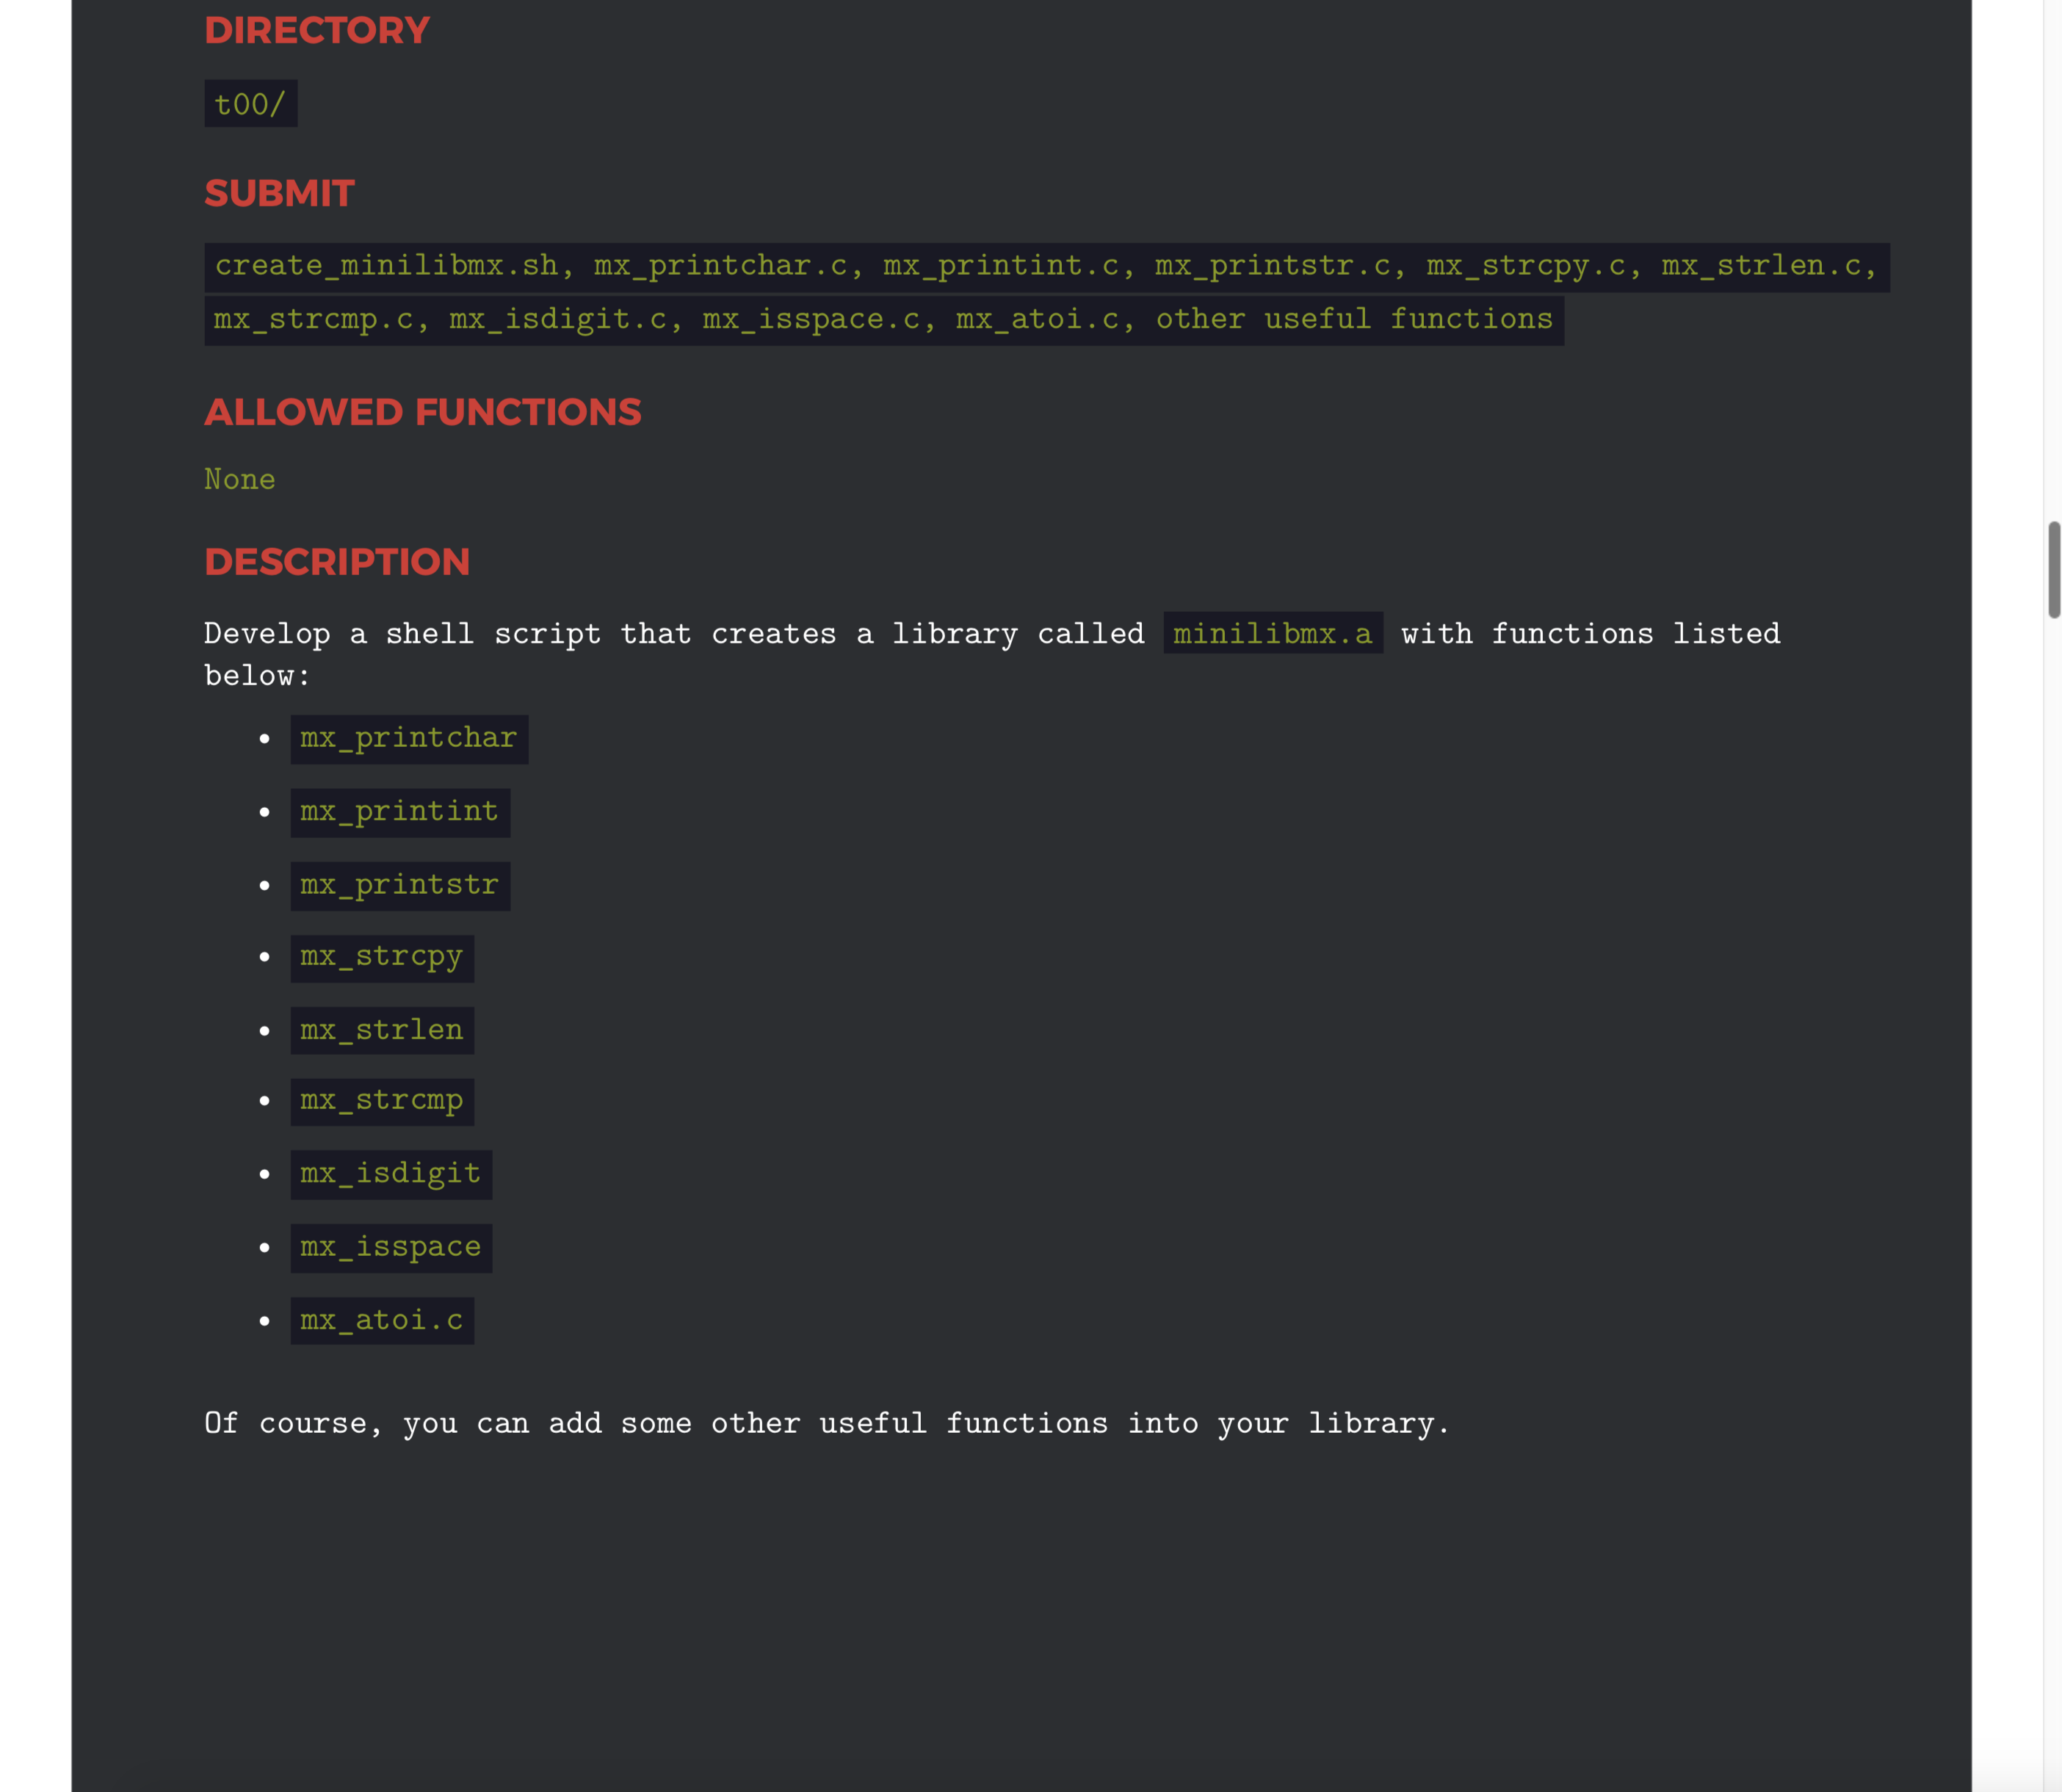 DIRECTORY
t00/
SUBMIT
create_minilibmx.sh, mx_printchar.c, mx_printint.c, mx_printstr.c, mx_strcpy.c, mx_strlen.c,
mx_strcmp.c, mx_isdigit.c, mx_isspace.c, mx_atoi.c, other useful functions
ALLOWED FUNCTIONS
None
DESCRIPTION
Develop a shell script that creates a library called minilibmx.a with functions listed
below:
• mx_printchar
• mx_printint
• mx_printstr
• mx_strcpy
• mx_strlen
• mx_strcmp
• mx_isdigit
• mx_isspace
• mx_atoi.c
Of course, you can add some other useful functions into your library.